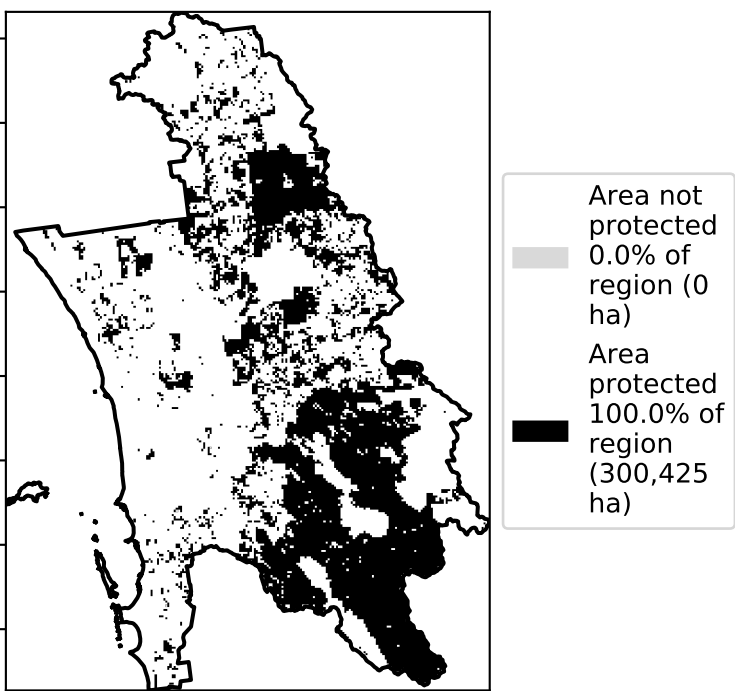 Area not
protected
0.0% of
region (0
ha)
Area
protected
100.0% of
region
(300,425
ha)